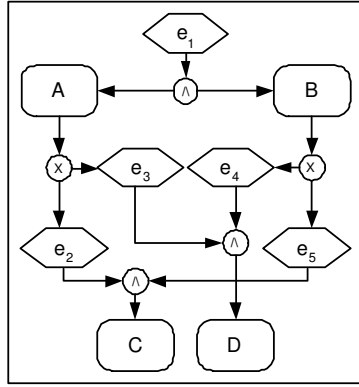 e₁
A
∧
B
X
e₃
e₄
X
∧
e₂
e₅
∧
C
D